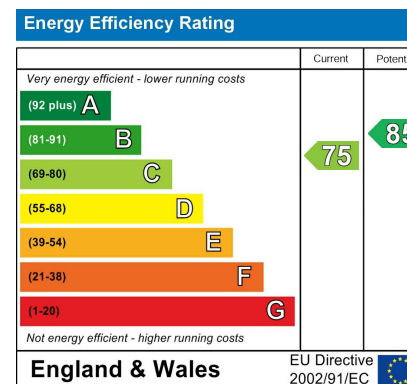 Energy Efficiency Rating
Current Potent
Very energy efficient - lower running costs
(92 plus) A
(81-91) B
(69-80) C
(55-68) D
(39-54) E
(21-38) F
(1-20) G
75
85
Not energy efficient - higher running costs
England & Wales
EU Directive
2002/91/EC